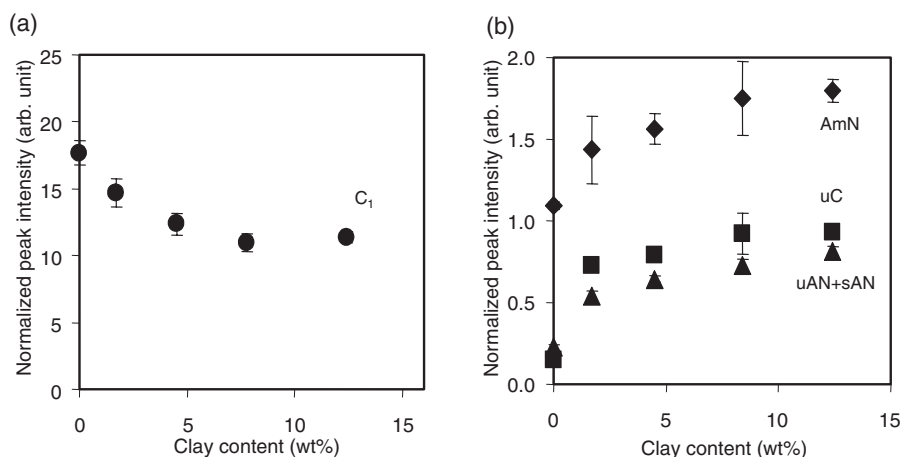 (a)
Normalized peak intensity (arb. unit)
25
20
15
10
5
0
C₁
0 5 10 15
Clay content (wt%)
(b)
Normalized peak intensity (arb. unit)
2.0
1.5
1.0
0.5
0.0
AmN
uC
uAN+sAN
0 5 10 15
Clay content (wt%)